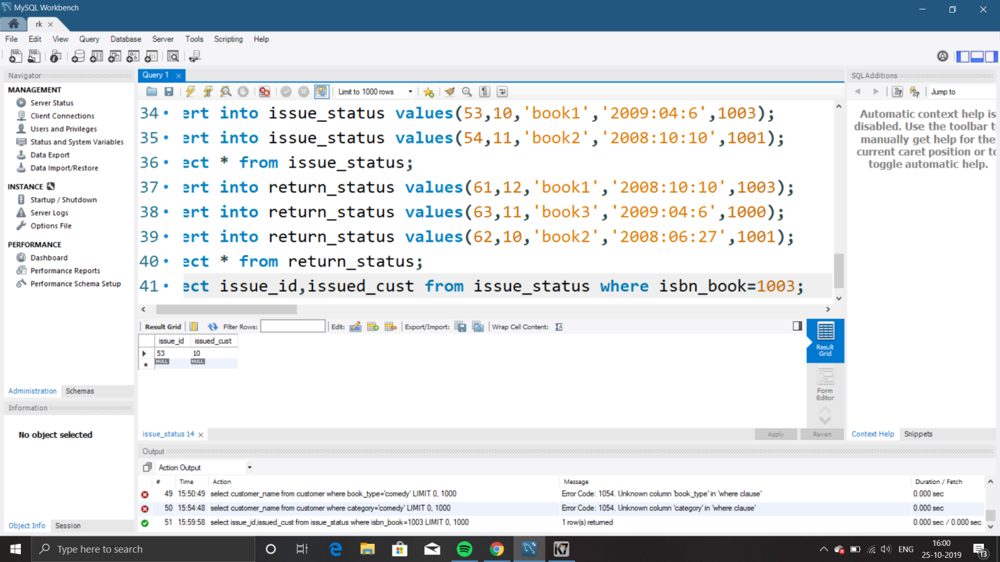 MySQL Workbench
rk
File Edit View Query Database Server Tools Scripting Help
Navigator
MANAGEMENT
Server Status
Client Connections
Users and Privileges
Status and System Variables
Data Export
Data Import/Restore
INSTANCE
Startup / Shutdown
Server Logs
Options File
PERFORMANCE
Dashboard
Performance Reports
Performance Schema Setup
Administration Schemas
Information
No object selected
Object Info Session
Query 1
Limit to 1000 rows
34 ert into issue_status values(53,10,'book1','2009:04:6',1003);
35 ert into issue_status values(54,11,'book2','2008:10:10',1001);
36 ect * from issue_status;
37 ert into return_status values(61,12,'book1','2008:10:10',1003);
38 ert into return_status values(63,11,'book3','2009:04:6',1000);
39 ert into return_status values(62,10,'book2','2008:06:27',1001);
40 ect * from return_status;
41 ect issue_id,issued_cust from issue_status where isbn_book=1003;
Result Grid Filter Rows: Edit: Export/Import: Wrap Cell Content:
issue_id issued_cust
53 10
NULL NULL
Result Grid
Form Editor
issue_status 14
Apply Revert
Output
Action Output
# Time Action Message Duration / Fetch
49 15:50:49 select customer_name from customer where book_type='comedy' LIMIT 0, 1000 Error Code: 1054. Unknown column 'book_type' in 'where clause' 0.000 sec
50 15:54:48 select customer_name from customer where category='comedy' LIMIT 0, 1000 Error Code: 1054. Unknown column 'category' in 'where clause' 0.000 sec
51 15:59:58 select issue_id,issued_cust from issue_status where isbn_book=1003 LIMIT 0, 1000 1 row(s) returned 0.000 sec / 0.000 sec
SQLAdditions
Jump to
Automatic context help is
disabled. Use the toolbar t
manually get help for the
current caret position or to
toggle automatic help.
Context Help Snippets
Type here to search
ENG
16:00
25-10-2019
13